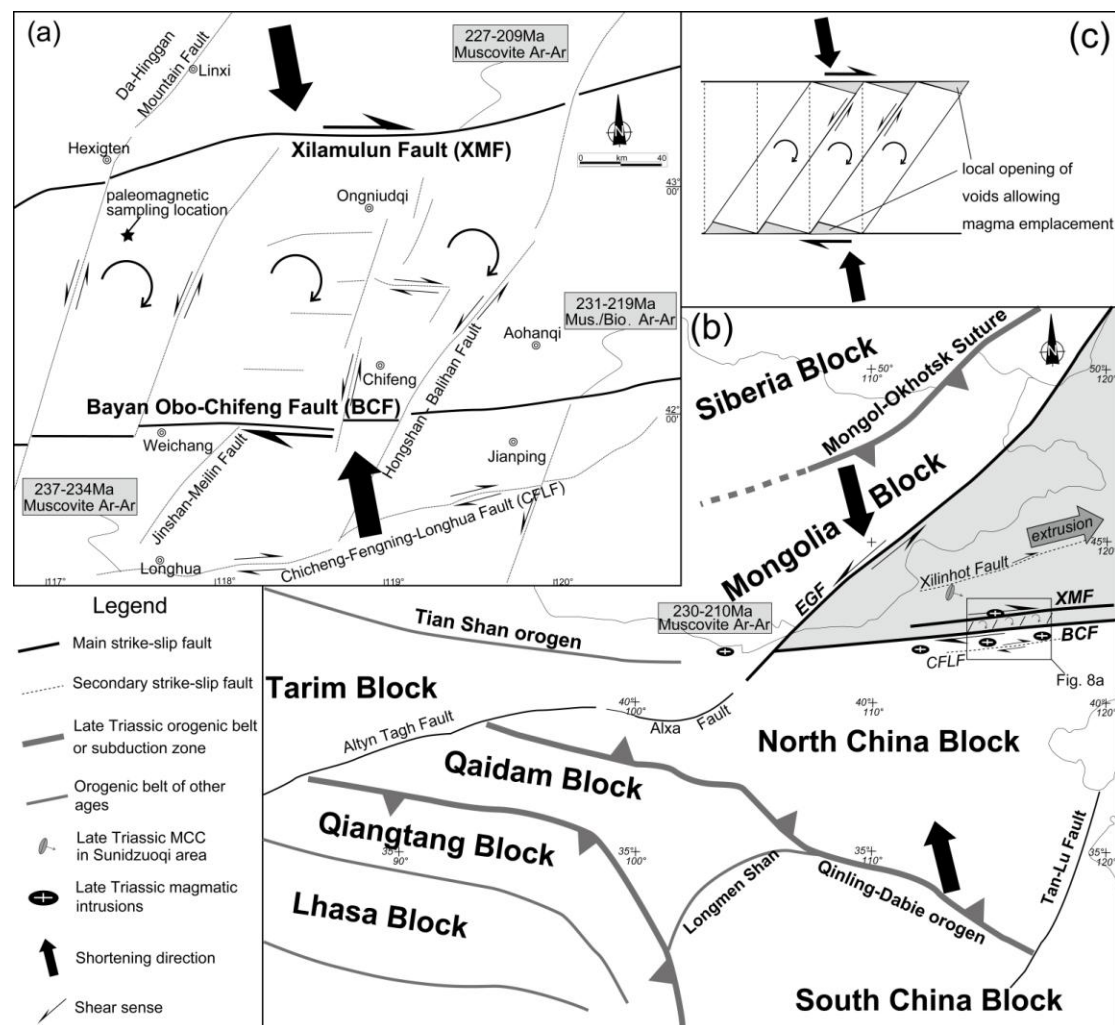 (a)
227-209Ma
Muscovite Ar-Ar
Da-Hinggan
Mountain Fault
Linxi
Xilamulun Fault (XMF)
N
0 km 40
Hexigten
paleomagnetic
sampling location
Ongniudqi
43°
00'
231-219Ma
Mus./Bio. Ar-Ar
Aohanqi
Chifeng
Bayan Obo-Chifeng Fault (BCF)
Hongshan - Balihan Fault
42°
00'
Weichang
Jinshan-Meilin Fault
Jianping
237-234Ma
Muscovite Ar-Ar
Chicheng-Fengning-Longhua Fault (CFLF)
Longhua
117°
118
119
120
(c)
local opening of
voids allowing
magma emplacement
(b)
N
Siberia Block
50°
110°
50°
120°
Mongol-Okhotsk Suture
Mongolia Block
extrusion
45°
120°
Xilinhot Fault
EGF
XMF
BCF
CFLF
Fig. 8a
230-210Ma
Muscovite Ar-Ar
Tian Shan orogen
Tarim Block
Altyn Tagh Fault
40°
100°
Alxa Fault
40°
110°
40°
120°
North China Block
Qaidam Block
Qiangtang Block
35°
90°
35°
100°
35°
110°
35°
120°
Lhasa Block
Longmen Shan
Qinling-Dabie orogen
Tan-Lu Fault
South China Block
Legend
Main strike-slip fault
Secondary strike-slip fault
Late Triassic orogenic belt
or subduction zone
Orogenic belt of other
ages
Late Triassic MCC
in Sunidzuoqi area
Late Triassic magmatic
intrusions
Shortening direction
Shear sense